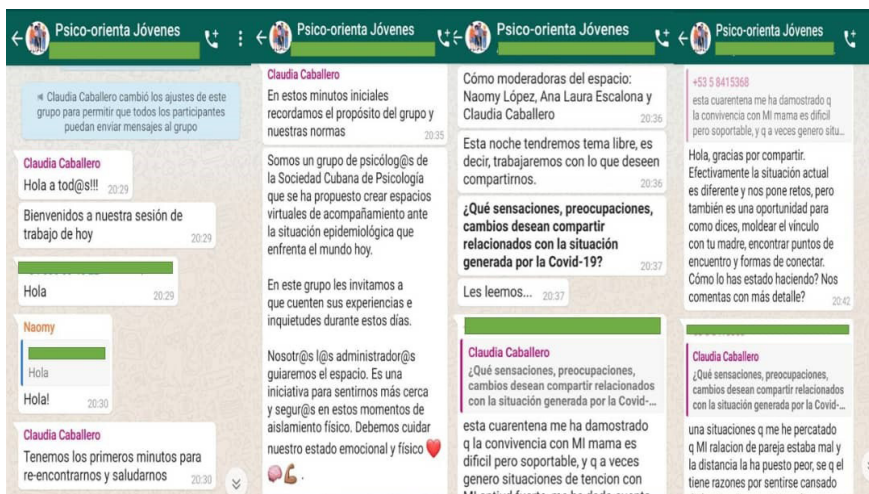 Psico-orienta Jóvenes
Claudia Caballero cambió los ajustes de este
grupo para permitir que todos los participantes
puedan enviar mensajes al grupo
Claudia Caballero
Hola a tod@s!!! 20:29
Bienvenidos a nuestra sesión de
trabajo de hoy 20:29
Hola 20:29
Naomy
Hola
Hola! 20:30
Claudia Caballero
Tenemos los primeros minutos para
re-encontrarnos y saludarnos 20:30
Psico-orienta Jóvenes
Claudia Caballero
En estos minutos iniciales
recordamos el propósito del grupo y
nuestras normas 20:35
Somos un grupo de psicólog@s de
la Sociedad Cubana de Psicología
que se ha propuesto crear espacios
virtuales de acompañamiento ante
la situación epidemiológica que
enfrenta el mundo hoy.
En este grupo les invitamos a
que cuenten sus experiencias e
inquietudes durante estos días.
Nosotr@s l@s administrador@s
guiaremos el espacio. Es una
iniciativa para sentirnos más cerca
y segur@s en estos momentos de
aislamiento físico. Debemos cuidar
nuestro estado emocional y físico ❤️
🧠💪.
Psico-orienta Jóvenes
Cómo moderadoras del espacio:
Naomy López, Ana Laura Escalona y
Claudia Caballero 20:36
Esta noche tendremos tema libre, es
decir, trabajaremos con lo que deseen
compartirnos. 20:36
¿Qué sensaciones, preocupaciones,
cambios desean compartir
relacionados con la situación
generada por la Covid-19? 20:37
Les leemos... 20:37
Claudia Caballero
¿Qué sensaciones, preocupaciones,
cambios desean compartir relacionados
con la situación generada por la Covid-...
esta cuarentena me ha damostrado
q la convivencia con MI mama es
dificil pero soportable, y q a veces
genero situaciones de tencion con
Psico-orienta Jóvenes
+53 5 8415368
esta cuarentena me ha damostrado q
la convivencia con MI mama es dificil
pero soportable, y q a veces genero situ...
Hola, gracias por compartir.
Efectivamente la situación actual
es diferente y nos pone retos, pero
también es una oportunidad para
como dices, moldear el vínculo
con tu madre, encontrar puntos de
encuentro y formas de conectar.
Cómo lo has estado haciendo? Nos
comentas con más detalle? 20:42
Claudia Caballero
¿Qué sensaciones, preocupaciones,
cambios desean compartir relacionados
con la situación generada por la Covid-...
una situaciones q me he percatado
q MI ralacion de pareja estaba mal y
la distancia la ha puesto peor, se q el
tiene razones por sentirse cansado